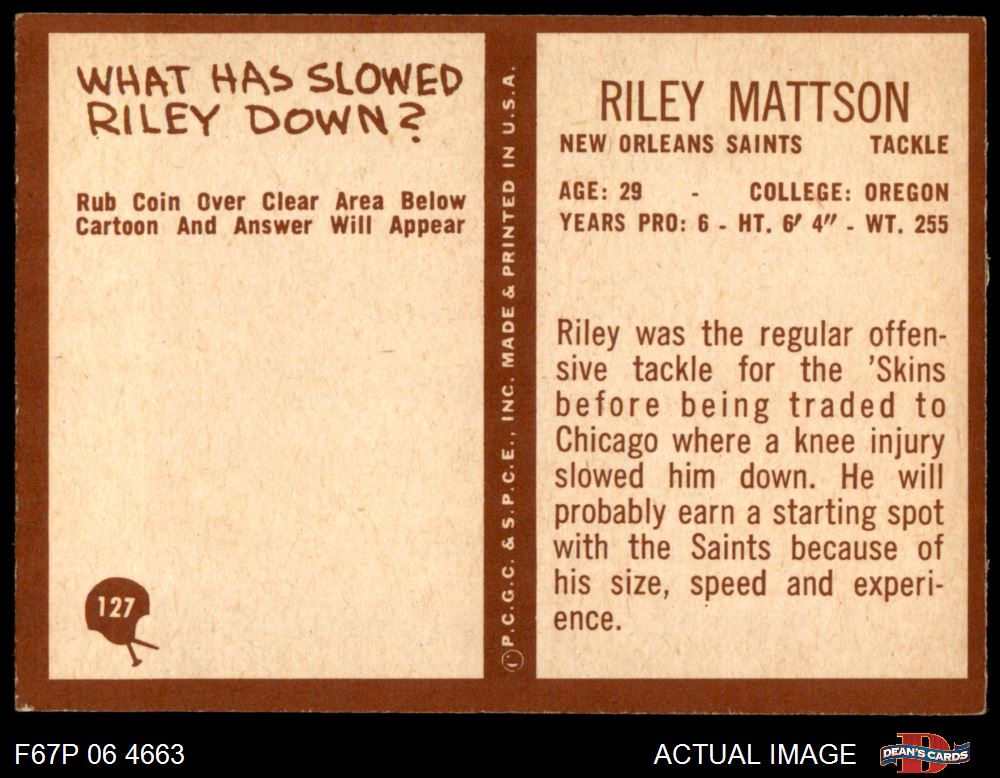 WHAT HAS SLOWED
RILEY DOWN?
Rub Coin Over Clear Area Below
Cartoon And Answer Will Appear
127
©P.C.G.C. & S.P.C.E., INC. MADE & PRINTED IN U.S.A.
RILEY MATTSON
NEW ORLEANS SAINTS TACKLE
AGE: 29 - COLLEGE: OREGON
YEARS PRO: 6 - HT. 6′ 4″ - WT. 255
Riley was the regular offen-
sive tackle for the 'Skins
before being traded to
Chicago where a knee injury
slowed him down. He will
probably earn a starting spot
with the Saints because of
his size, speed and experi-
ence.
F67P 06 4663
ACTUAL IMAGE
D
DEAN'S CARDS